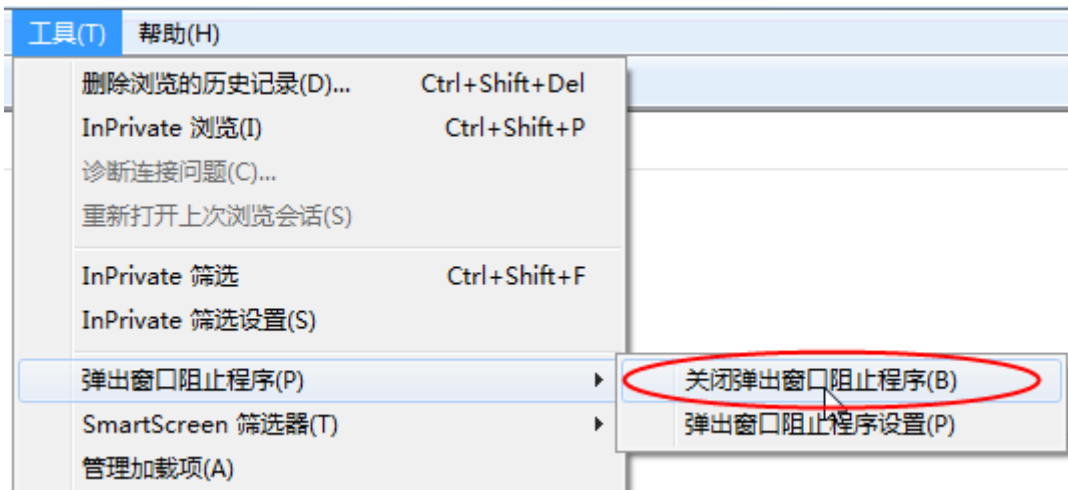 工具(T) 帮助(H)
删除浏览的历史记录(D)... Ctrl+Shift+Del
InPrivate 浏览(I) Ctrl+Shift+P
诊断连接问题(C)...
重新打开上次浏览会话(S)
InPrivate 筛选 Ctrl+Shift+F
InPrivate 筛选设置(S)
弹出窗口阻止程序(P) 关闭弹出窗口阻止程序(B)
SmartScreen 筛选器(T) 弹出窗口阻止程序设置(P)
管理加载项(A)